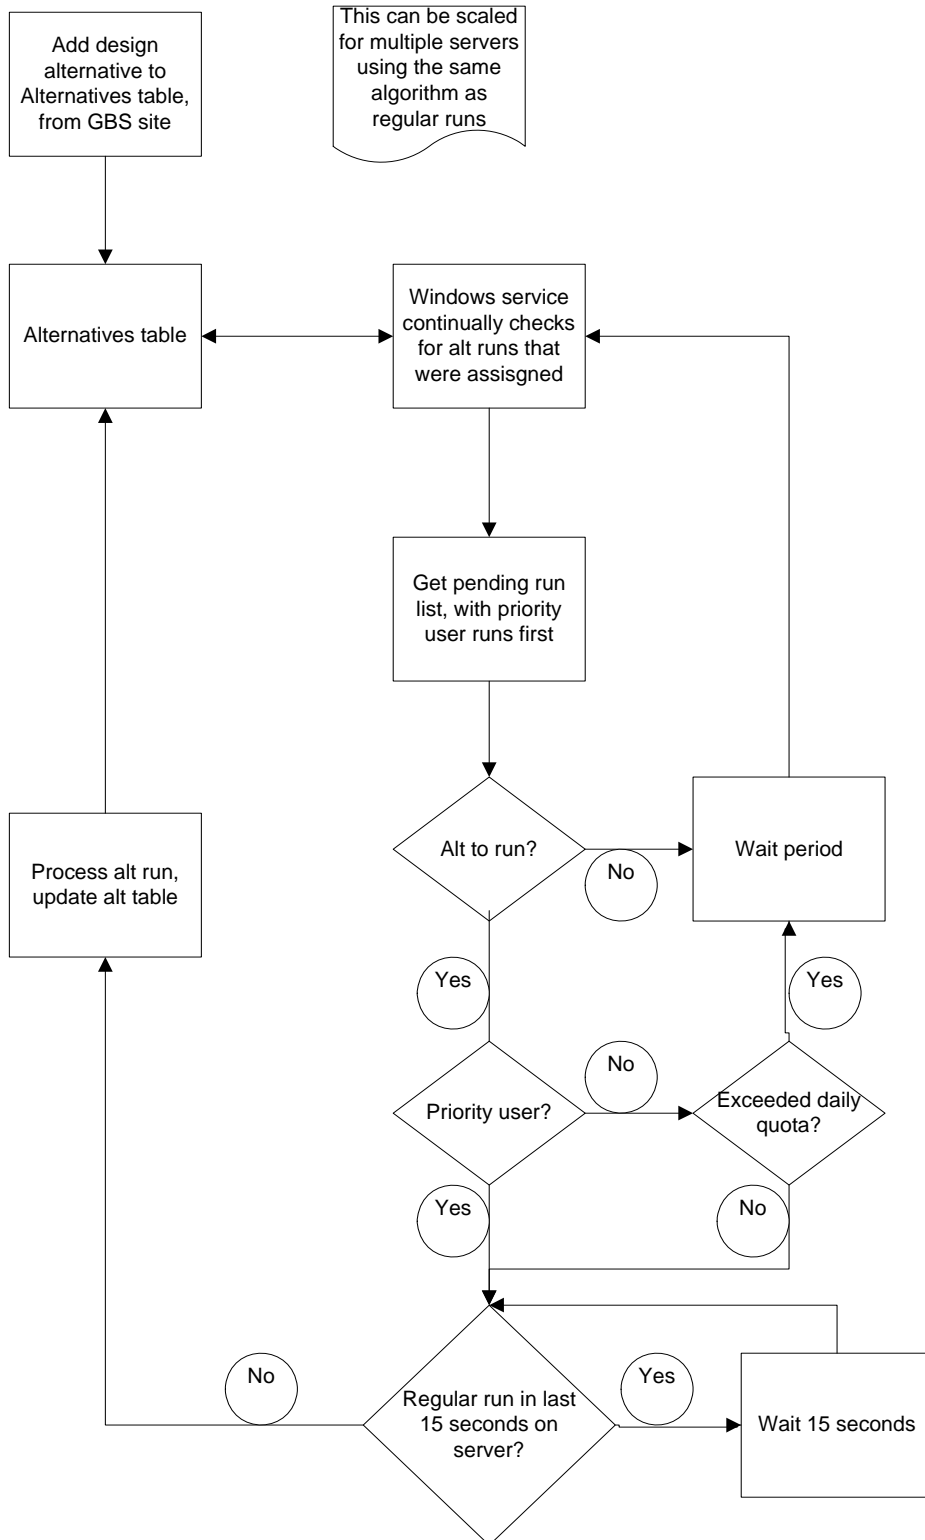 Add design
alternative to
Alternatives table,
from GBS site
This can be scaled
for multiple servers
using the same
algorithm as
regular runs
Alternatives table
Windows service
continually checks
for alt runs that
were assisgned
Get pending run
list, with priority
user runs first
Alt to run?
No
Wait period
Process alt run,
update alt table
Yes
Yes
Priority user?
No
Exceeded daily
quota?
Yes
No
No
Regular run in last
15 seconds on
server?
Yes
Wait 15 seconds